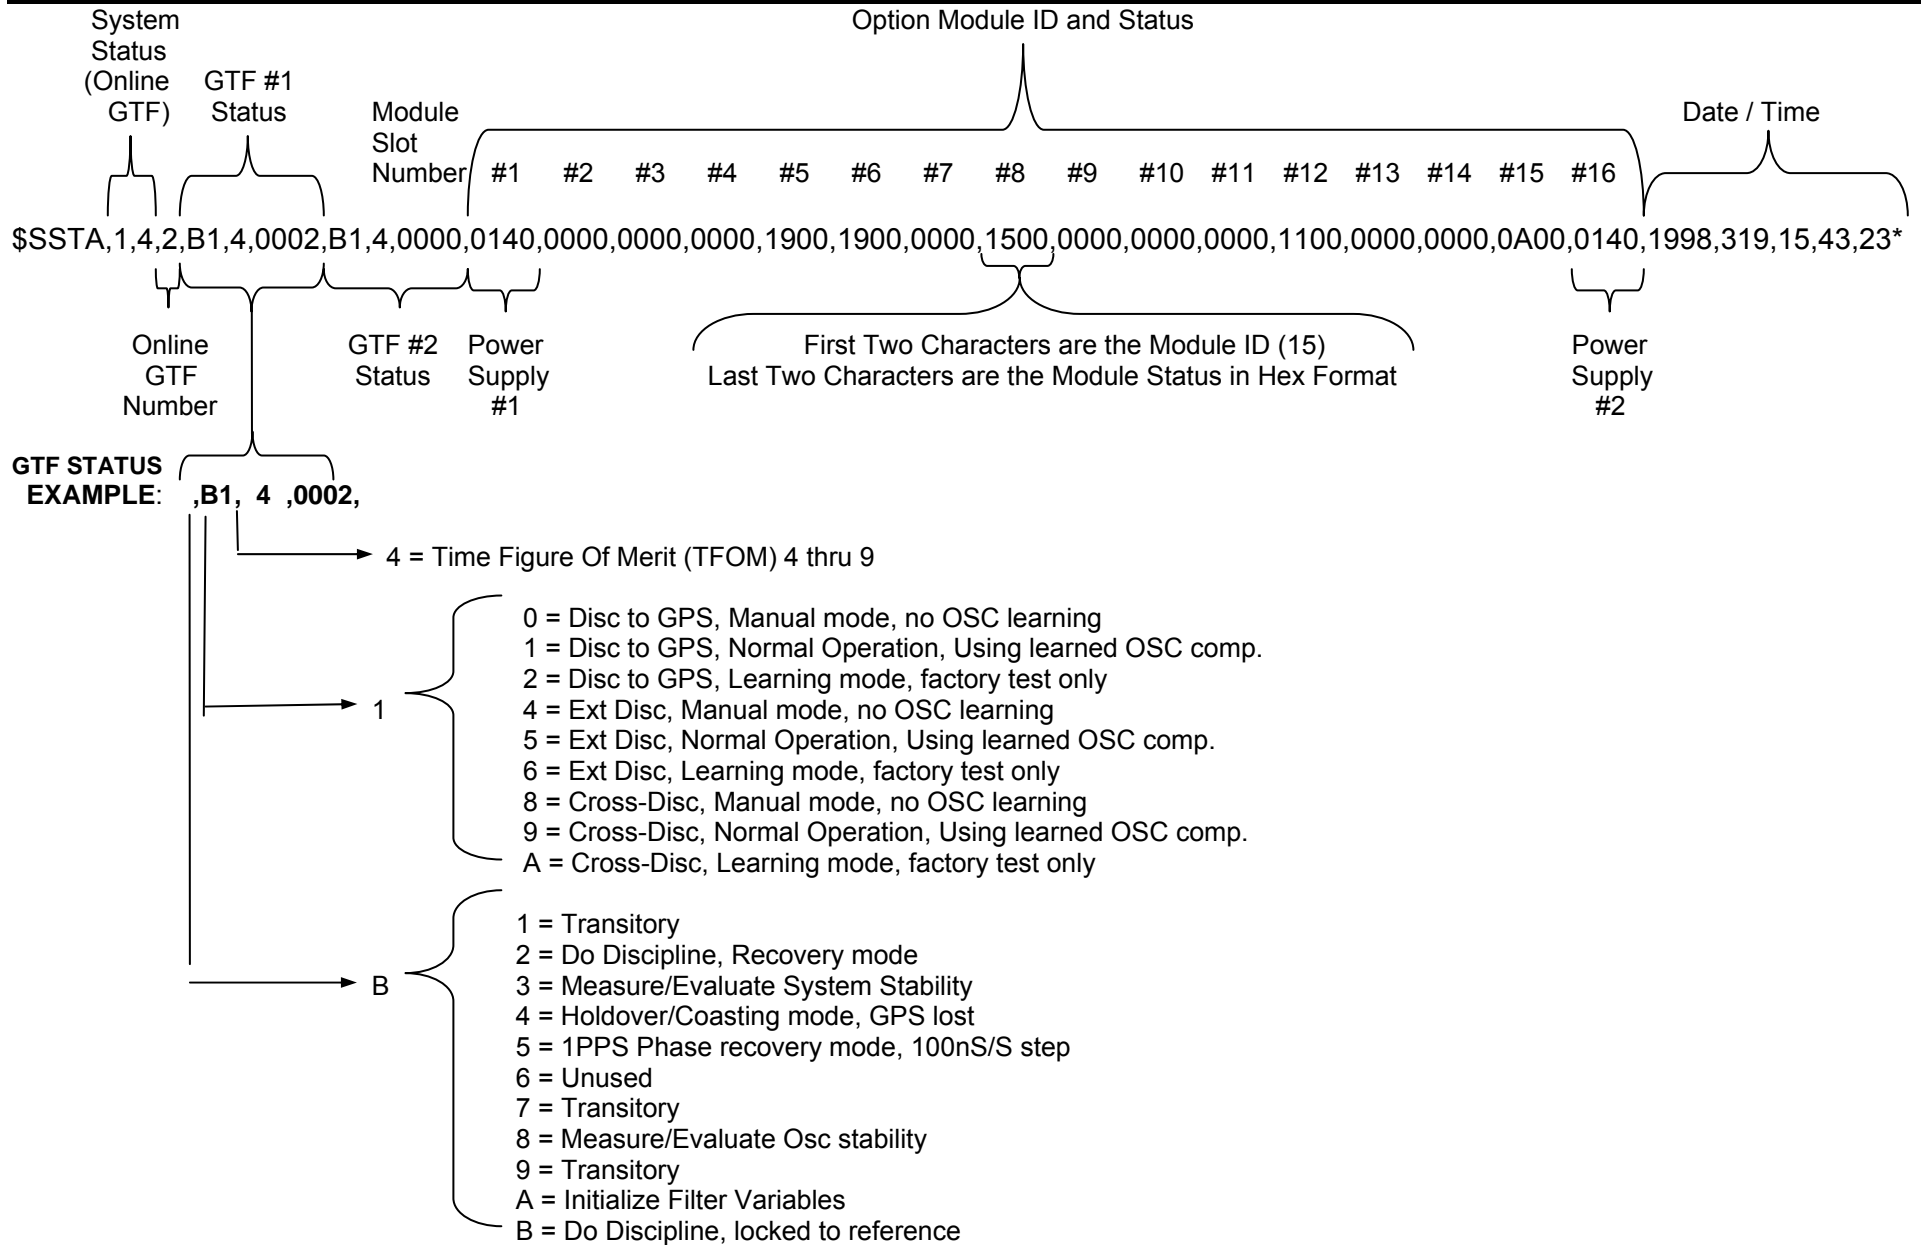 System
Status
(Online
GTF)
GTF #1
Status
Option Module ID and Status
Module
Slot
Number
#1 #2 #3 #4 #5 #6 #7 #8 #9 #10 #11 #12 #13 #14 #15 #16
Date / Time
$SSTA,1,4,2,B1,4,0002,B1,4,0000,0140,0000,0000,0000,1900,1900,0000,1500,0000,0000,0000,1100,0000,0000,0A00,0140,1998,319,15,43,23*
Online
GTF
Number
GTF #2
Status
Power
Supply
#1
First Two Characters are the Module ID (15)
Last Two Characters are the Module Status in Hex Format
Power
Supply
#2
GTF STATUS
EXAMPLE: ,B1, 4 ,0002,
4 = Time Figure Of Merit (TFOM) 4 thru 9
1
0 = Disc to GPS, Manual mode, no OSC learning
1 = Disc to GPS, Normal Operation, Using learned OSC comp.
2 = Disc to GPS, Learning mode, factory test only
4 = Ext Disc, Manual mode, no OSC learning
5 = Ext Disc, Normal Operation, Using learned OSC comp.
6 = Ext Disc, Learning mode, factory test only
8 = Cross-Disc, Manual mode, no OSC learning
9 = Cross-Disc, Normal Operation, Using learned OSC comp.
A = Cross-Disc, Learning mode, factory test only
B
1 = Transitory
2 = Do Discipline, Recovery mode
3 = Measure/Evaluate System Stability
4 = Holdover/Coasting mode, GPS lost
5 = 1PPS Phase recovery mode, 100nS/S step
6 = Unused
7 = Transitory
8 = Measure/Evaluate Osc stability
9 = Transitory
A = Initialize Filter Variables
B = Do Discipline, locked to reference